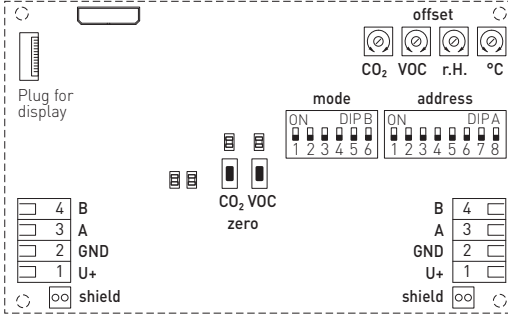 offset
CO₂ VOC r.H. °C
Plug for
display
mode
address
ON DIP B
1 2 3 4 5 6
ON DIP A
1 2 3 4 5 6 7 8
CO₂ VOC
zero
4 B
3 A
2 GND
1 U+
shield
B 4
A 3
GND 2
U+ 1
shield